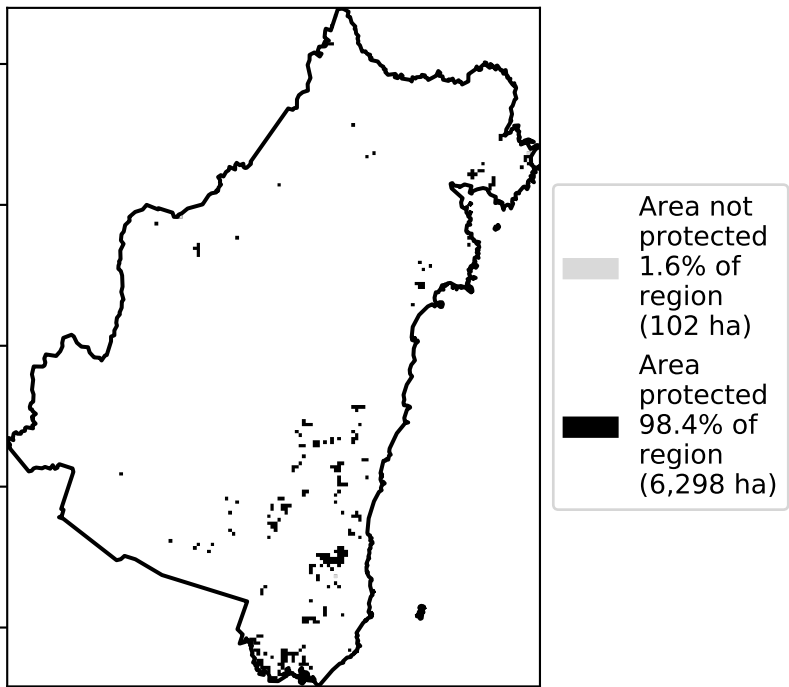 Area not
protected
1.6% of
region
(102 ha)
Area
protected
98.4% of
region
(6,298 ha)